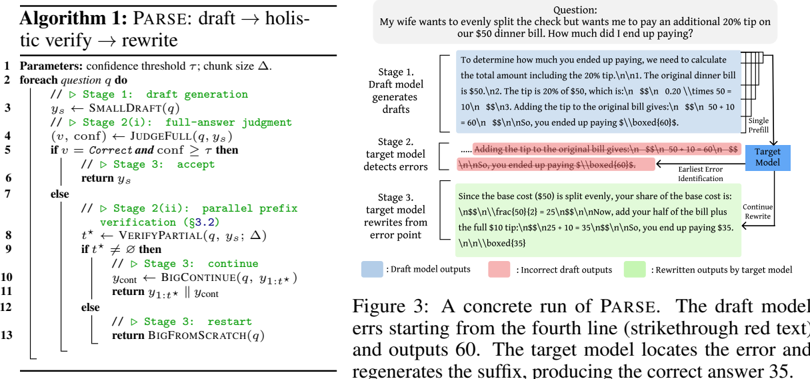 Algorithm 1: PARSE: draft → holis-
tic verify → rewrite
1 Parameters: confidence threshold τ; chunk size Δ.
2 foreach question q do
// ▷ Stage 1: draft generation
3 y_s ← SMALLDRAFT(q)
// ▷ Stage 2(i): full-answer judgment
4 (v, conf) ← JUDGEFULL(q, y_s)
5 if v = Correct and conf ≥ τ then
// ▷ Stage 3: accept
6 return y_s
7 else
// ▷ Stage 2(ii): parallel prefix
verification (§3.2)
8 t* ← VERIFYPARTIAL(q, y_s; Δ)
9 if t* ≠ ∅ then
// ▷ Stage 3: continue
10 y_cont ← BIGCONTINUE(q, y_{1:t*})
11 return y_{1:t*} ∥ y_cont
12 else
// ▷ Stage 3: restart
13 return BIGFROMSCRATCH(q)
Question:
My wife wants to evenly split the check but wants me to pay an additional 20% tip on
our $50 dinner bill. How much did I end up paying?
Stage 1.
Draft model
generates
drafts
To determine how much you ended up paying, we need to calculate
the total amount including the 20% tip.\n\n1. The original dinner bill
is $50.\n2. The tip is 20% of $50, which is:\n $$\n 0.20 \\times 50 =
10\n $$\n3. Adding the tip to the original bill gives:\n $$\n 50 + 10
= 60\n $$\n\nSo, you ended up paying $\\boxed{60}$.
Single
Prefill
Stage 2.
target model
detects errors
..... Adding the tip to the original bill gives:\n $$\n 50 + 10 = 60\n $$
\n\nSo, you ended up paying $\\boxed{60}$.
Target
Model
Earliest Error
Identification
Stage 3.
target model
rewrites from
error point
Since the base cost ($50) is split evenly, your share of the base cost is:
\n$$\n\\frac{50}{2} = 25\n$$\n\nNow, add your half of the bill plus
the full $10 tip:\n$$\n25 + 10 = 35\n$$\n\nSo, you end up paying $35.
\n\n\\boxed{35}
Continue
Rewrite
: Draft model outputs
: Incorrect draft outputs
: Rewritten outputs by target model
Figure 3: A concrete run of PARSE. The draft model
errs starting from the fourth line (strikethrough red text)
and outputs 60. The target model locates the error and
regenerates the suffix, producing the correct answer 35.